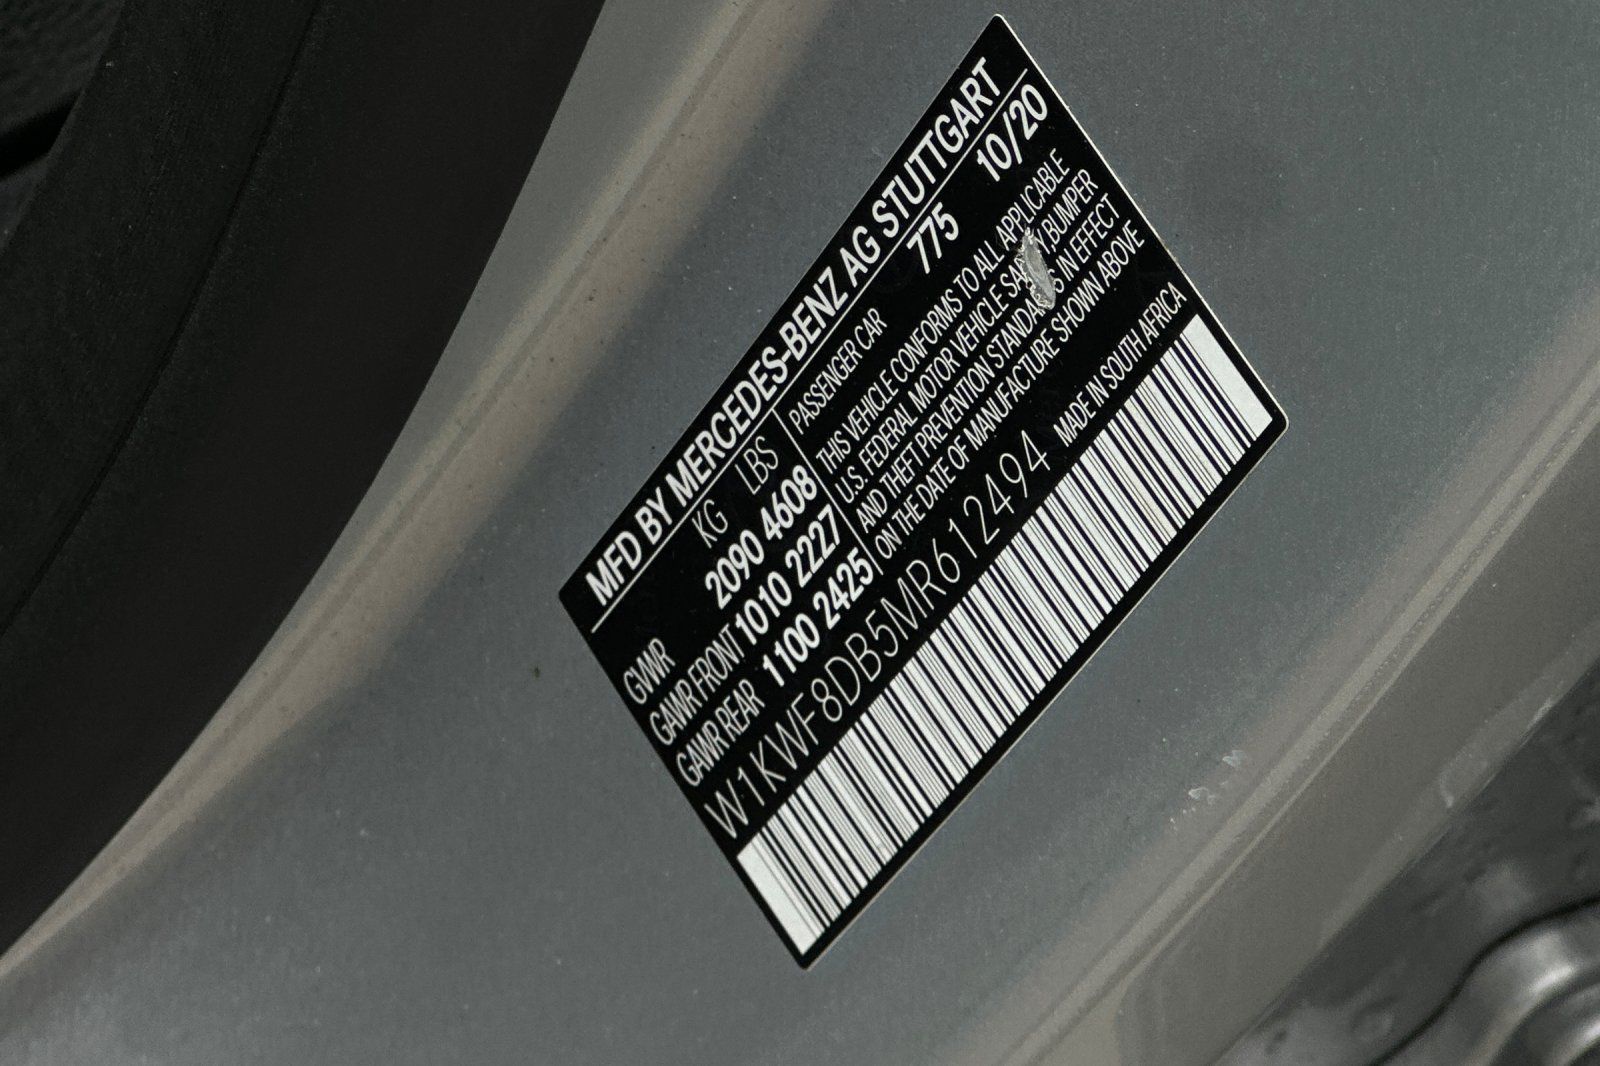 MFD BY MERCEDES-BENZ AG STUTTGART
KG LBS
GVWR 2090 4608
GAWR FRONT 1010 2227
GAWR REAR 1100 2425
PASSENGER CAR 775 10/20
THIS VEHICLE CONFORMS TO ALL APPLICABLE
U.S. FEDERAL MOTOR VEHICLE SAFETY,BUMPER
AND THEFT PREVENTION STANDARDS IN EFFECT
ON THE DATE OF MANUFACTURE SHOWN ABOVE
W1KWF8DB5MR612494 MADE IN SOUTH AFRICA